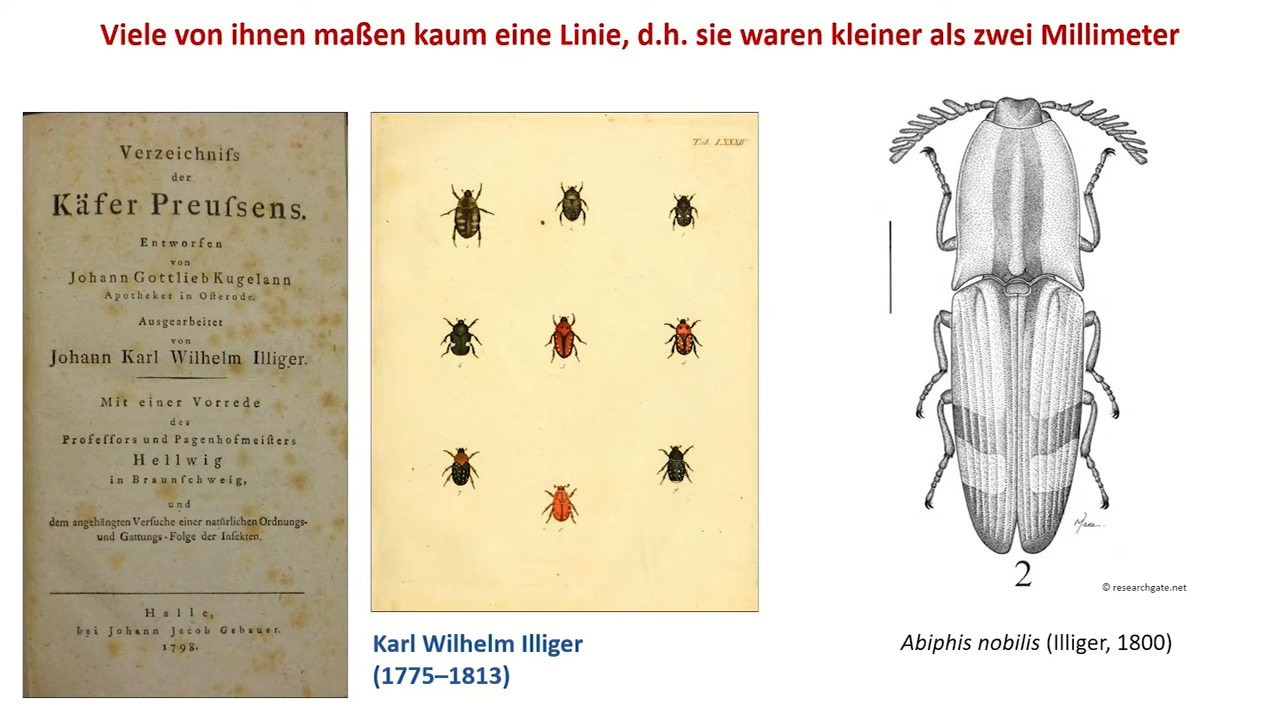 Viele von ihnen maßen kaum eine Linie, d.h. sie waren kleiner als zwei Millimeter
Verzeichniſs
der
Käfer Preuſsens.
Entworfen
von
Johann Gottlieb Kugelann
Apotheker in Oſterode.
Ausgearbeitet
von
Johann Karl Wilhelm Illiger.
Mit einer Vorrede
des
Profeſſors und Pagenhofmeiſters
Hellwig
in Braunſchweig,
und
dem angehängten Verſuche einer natürlichen Ordnungs-
und Gattungs-Folge der Inſekten.
Halle,
bei Johann Jacob Gebauer.
1798.
Karl Wilhelm Illiger
(1775–1813)
2
© researchgate.net
Abiphis nobilis (Illiger, 1800)